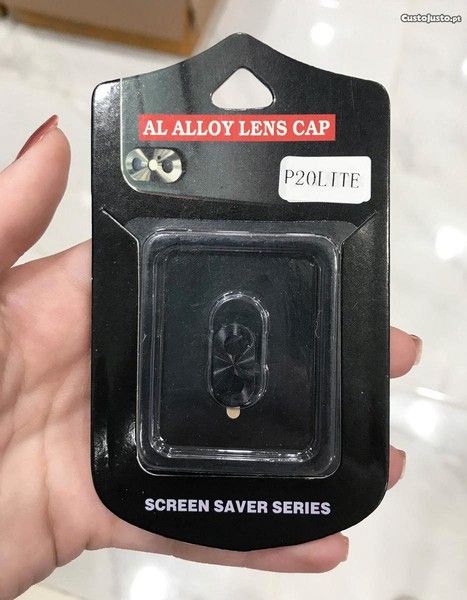 CustoJusto.pt
AL ALLOY LENS CAP
P20LITE
SCREEN SAVER SERIES